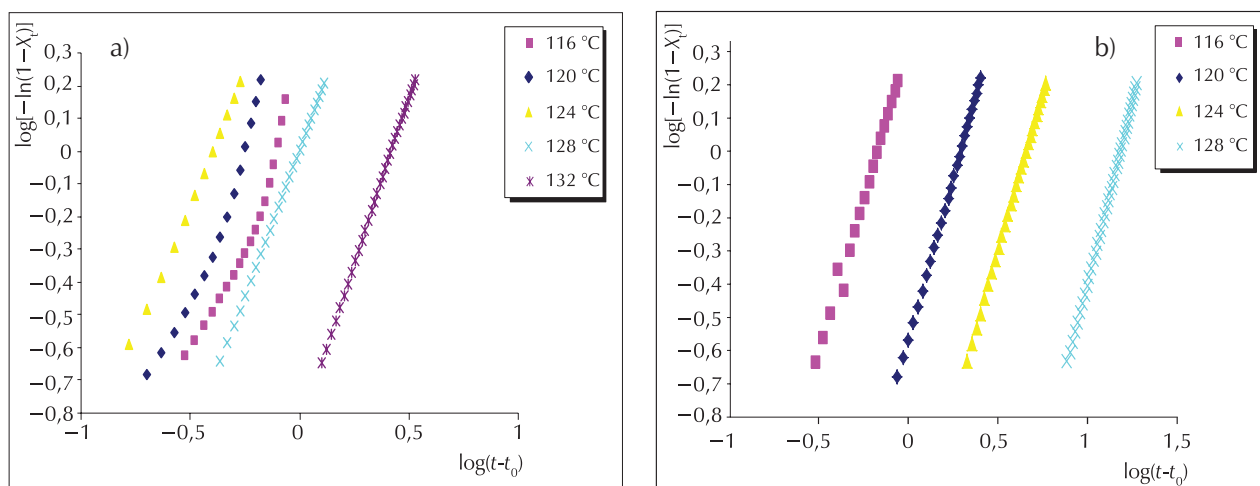 a)
log[−ln(1−Xt)]
0,3
0,2
0,1
0
−0,1
−0,2
−0,3
−0,4
−0,5
−0,6
−0,7
−0,8
−1
−0,5
0
0,5
1
log(t-t0)
116 °C
120 °C
124 °C
128 °C
132 °C
b)
log[−ln(1−Xt)]
0,3
0,2
0,1
0
−0,1
−0,2
−0,3
−0,4
0,5
−0,6
−0,7
−0,8
−1
−0,5
0
0,5
1
1,5
log(t-t0)
116 °C
120 °C
124 °C
128 °C